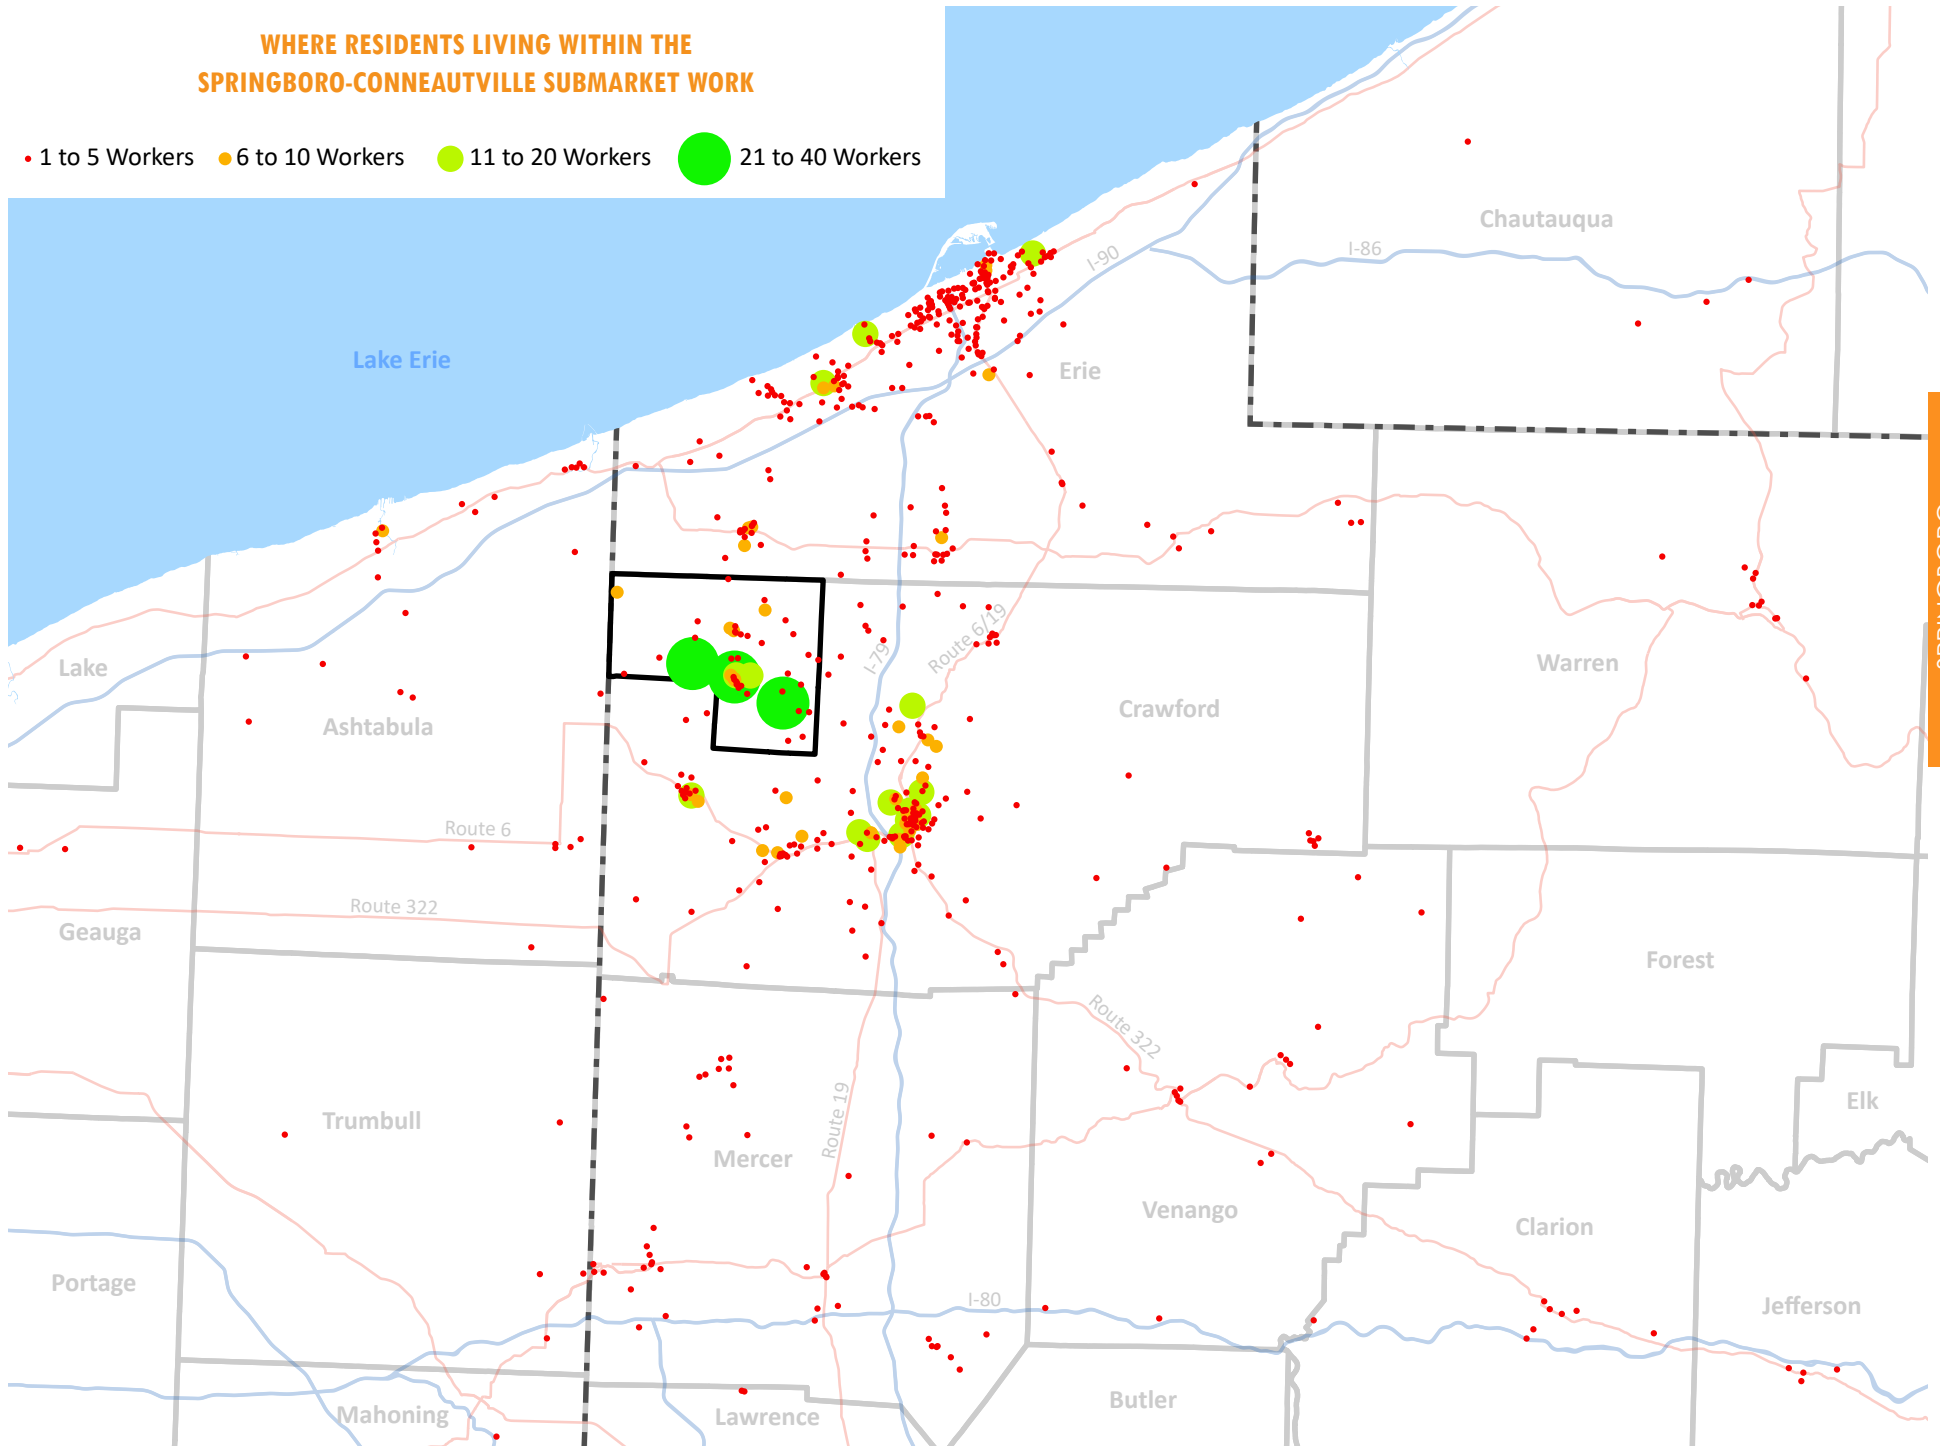 WHERE RESIDENTS LIVING WITHIN THE
SPRINGBORO-CONNEAUTVILLE SUBMARKET WORK
1 to 5 Workers
6 to 10 Workers
11 to 20 Workers
21 to 40 Workers
Chautauqua
I-86
I-90
Lake Erie
Erie
Route 6/19
I-79
Lake
Warren
Crawford
Ashtabula
Route 6
Route 322
Geauga
Forest
Route 322
Route 19
Elk
Trumbull
Mercer
Venango
Clarion
Portage
I-80
Jefferson
Butler
Mahoning
Lawrence